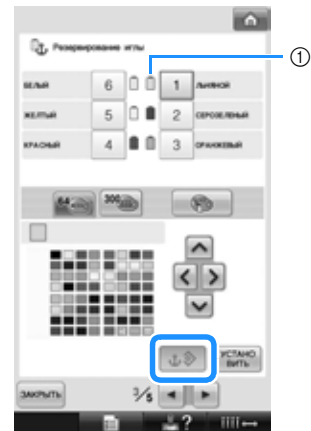 Резервирование иглы
①
БЕЛЫЙ 6 1 ЛЬНЯНОЙ
ЖЕЛТЫЙ 5 2 СЕРОЗЕЛЕНЫЙ
КРАСНЫЙ 4 3 ОРАНЖЕВЫЙ
64 300
УСТАНО
ВИТЬ
ЗАКРЫТЬ 3/5
?